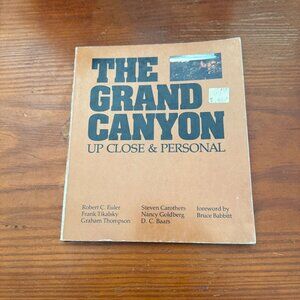 THE
GRAND
CANYON
UP CLOSE & PERSONAL
Robert C. Euler
Frank Tikalsky
Graham Thompson
Steven Carothers
Nancy Goldberg
D. C. Baars
foreword by
Bruce Babbitt